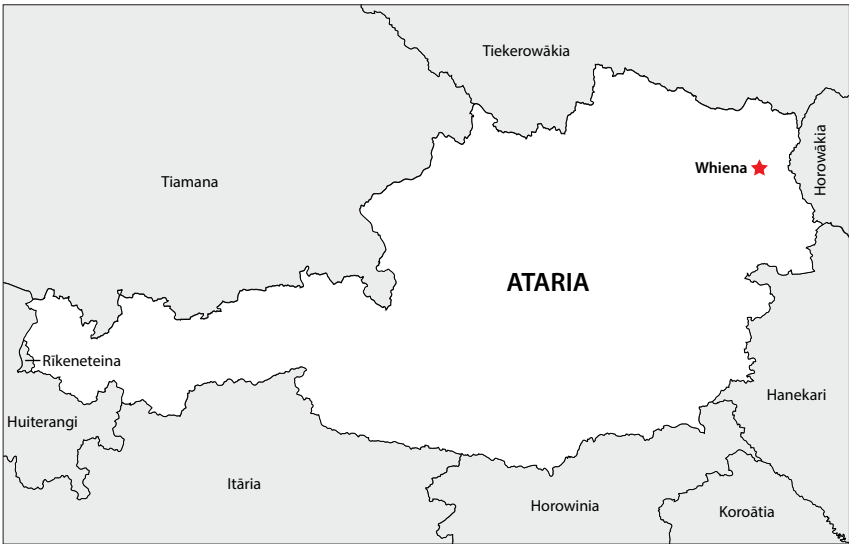 Tiekerowākia
Horowākia
Whiena
Tiamana
ATARIA
Rīkeneteina
Hanekari
Huiterangi
Itāria
Horowinia
Koroātia